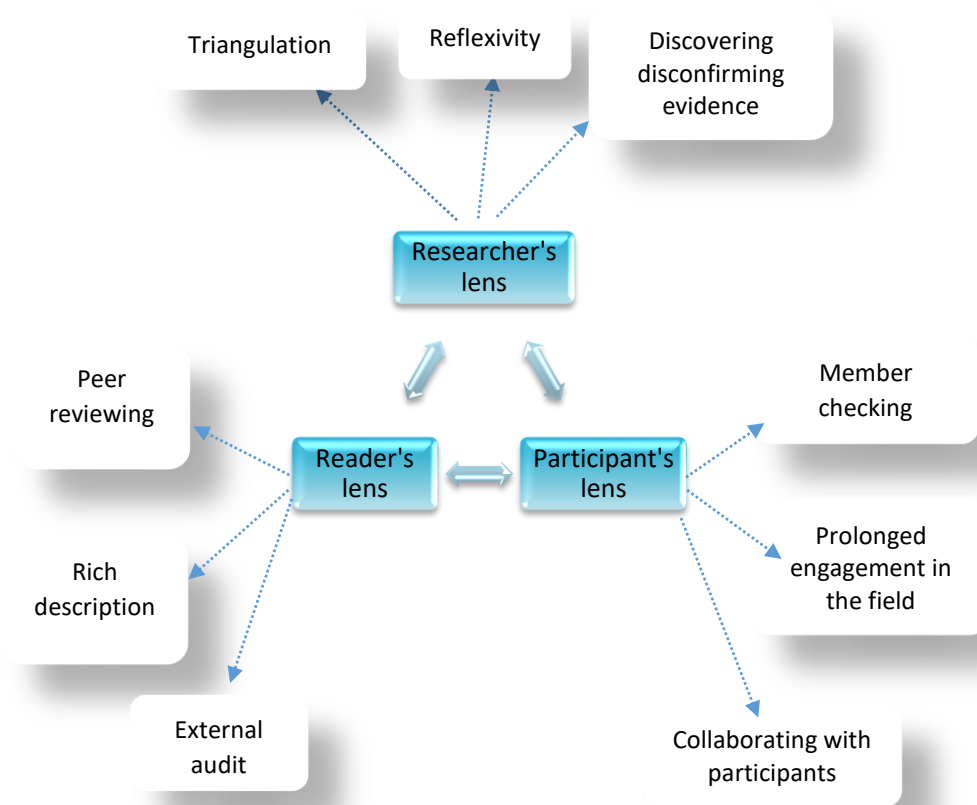 Triangulation
Reflexivity
Discovering
disconfirming
evidence
Researcher's
lens
Peer
reviewing
Member
checking
Reader's
lens
Participant's
lens
Rich
description
Prolonged
engagement in
the field
External
audit
Collaborating with
participants